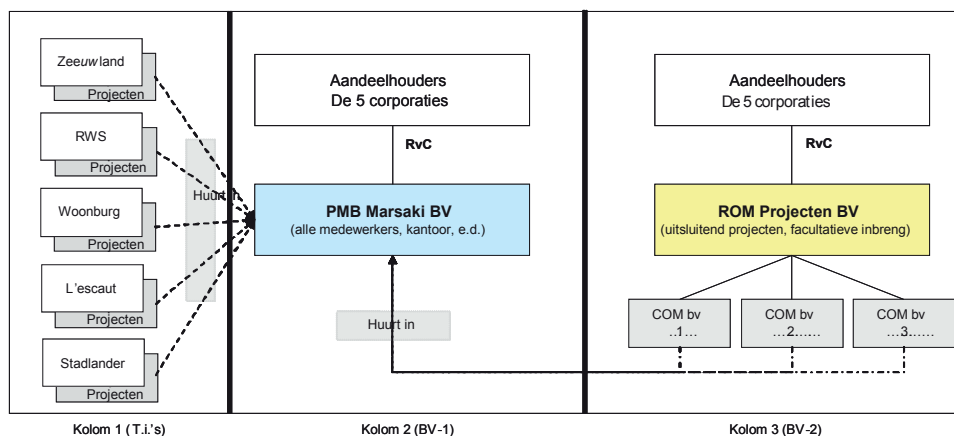 Zeeuwland
Projecten
RWS
Projecten
Woonburg
Projecten
L'escaut
Projecten
Stadlander
Projecten
Huurt in
Kolom 1 (T.i.'s)
Aandeelhouders
De 5 corporaties
RvC
PMB Marsaki BV
(alle medewerkers, kantoor, e.d.)
Huurt in
Kolom 2 (BV-1)
Aandeelhouders
De 5 corporaties
RvC
ROM Projecten BV
(uitsluitend projecten, facultatieve inbreng)
COM bv
..1...
COM bv
...2......
COM bv
...3.......
Kolom 3 (BV-2)